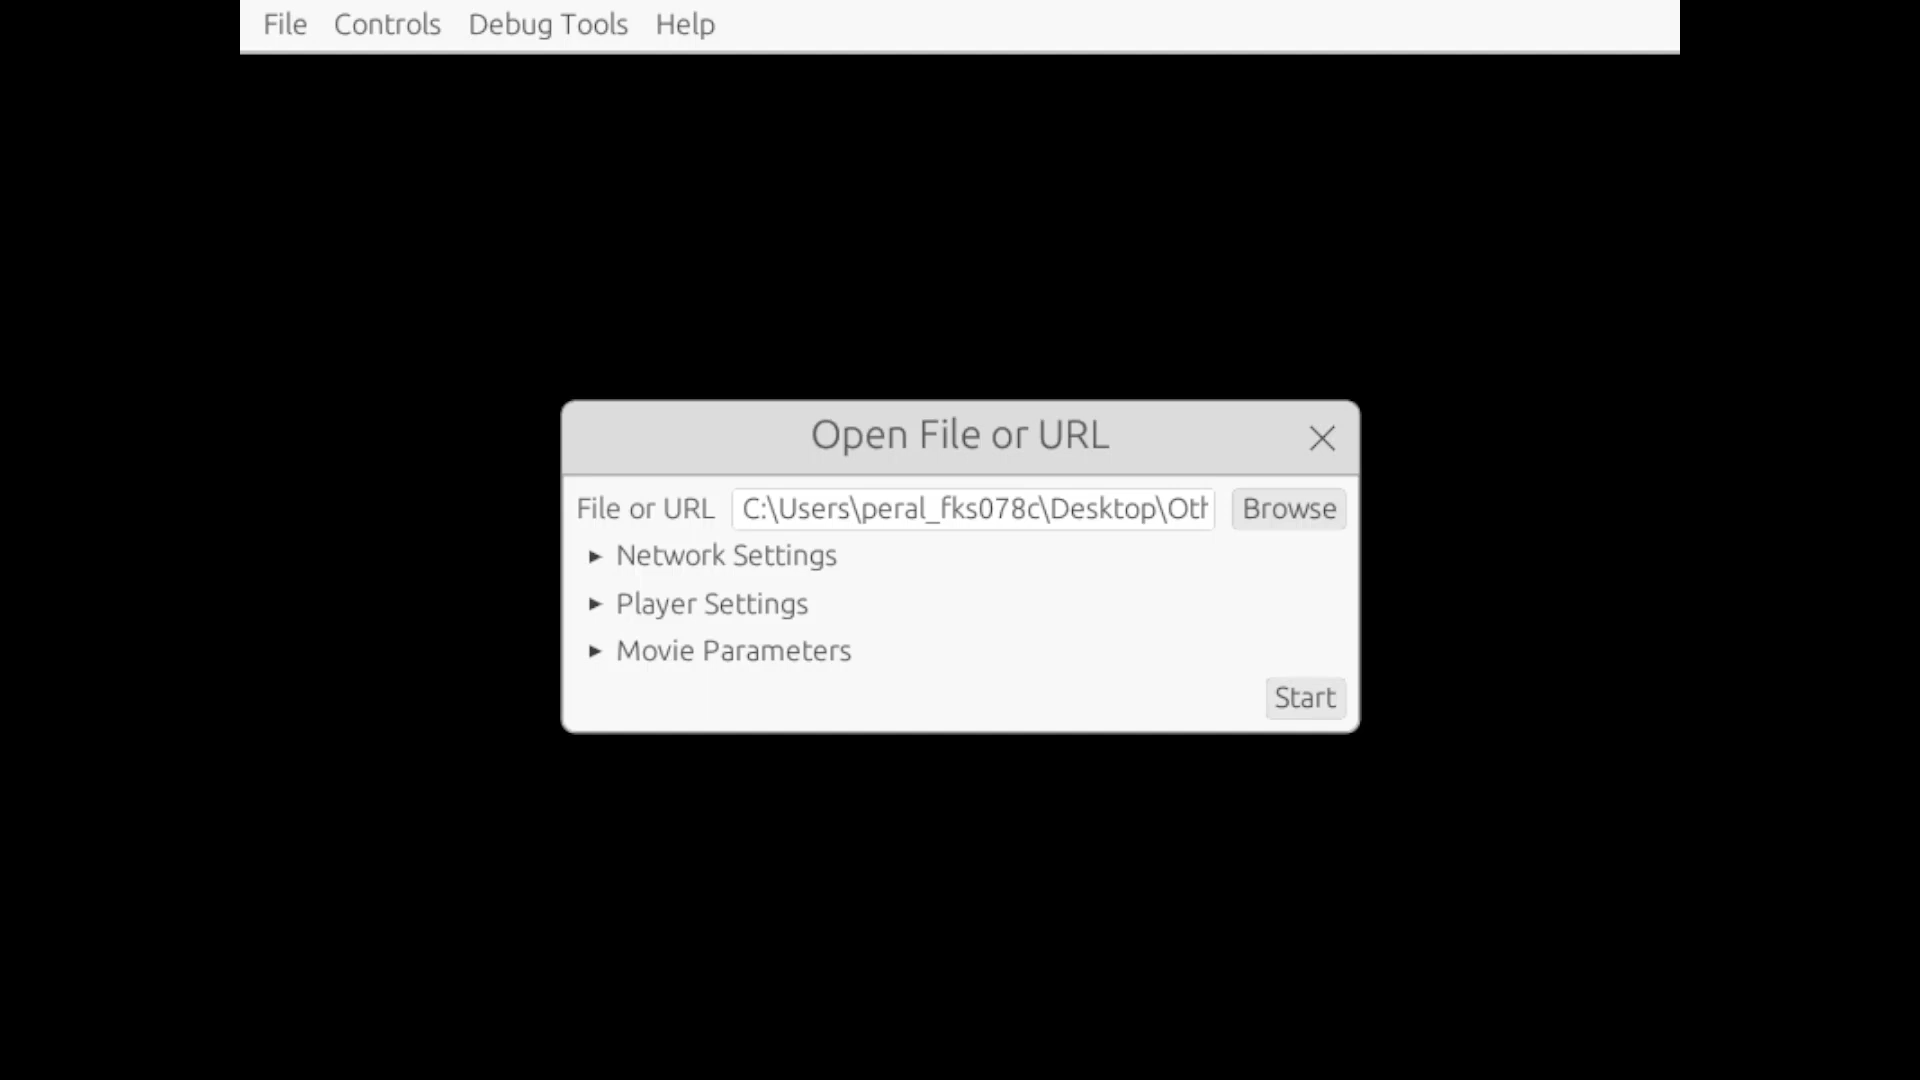 File Controls Debug Tools Help
Open File or URL
File or URL C:\Users\peral_fks078c\Desktop\Oth Browse
Network Settings
Player Settings
Movie Parameters
Start